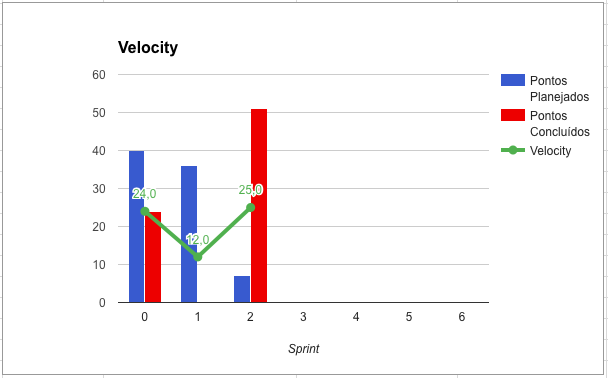 Velocity
60
50
40
30
20
10
0
24,0
12,0
25,0
0 1 2 3 4 5 6
Sprint
Pontos
Planejados
Pontos
Concluídos
Velocity